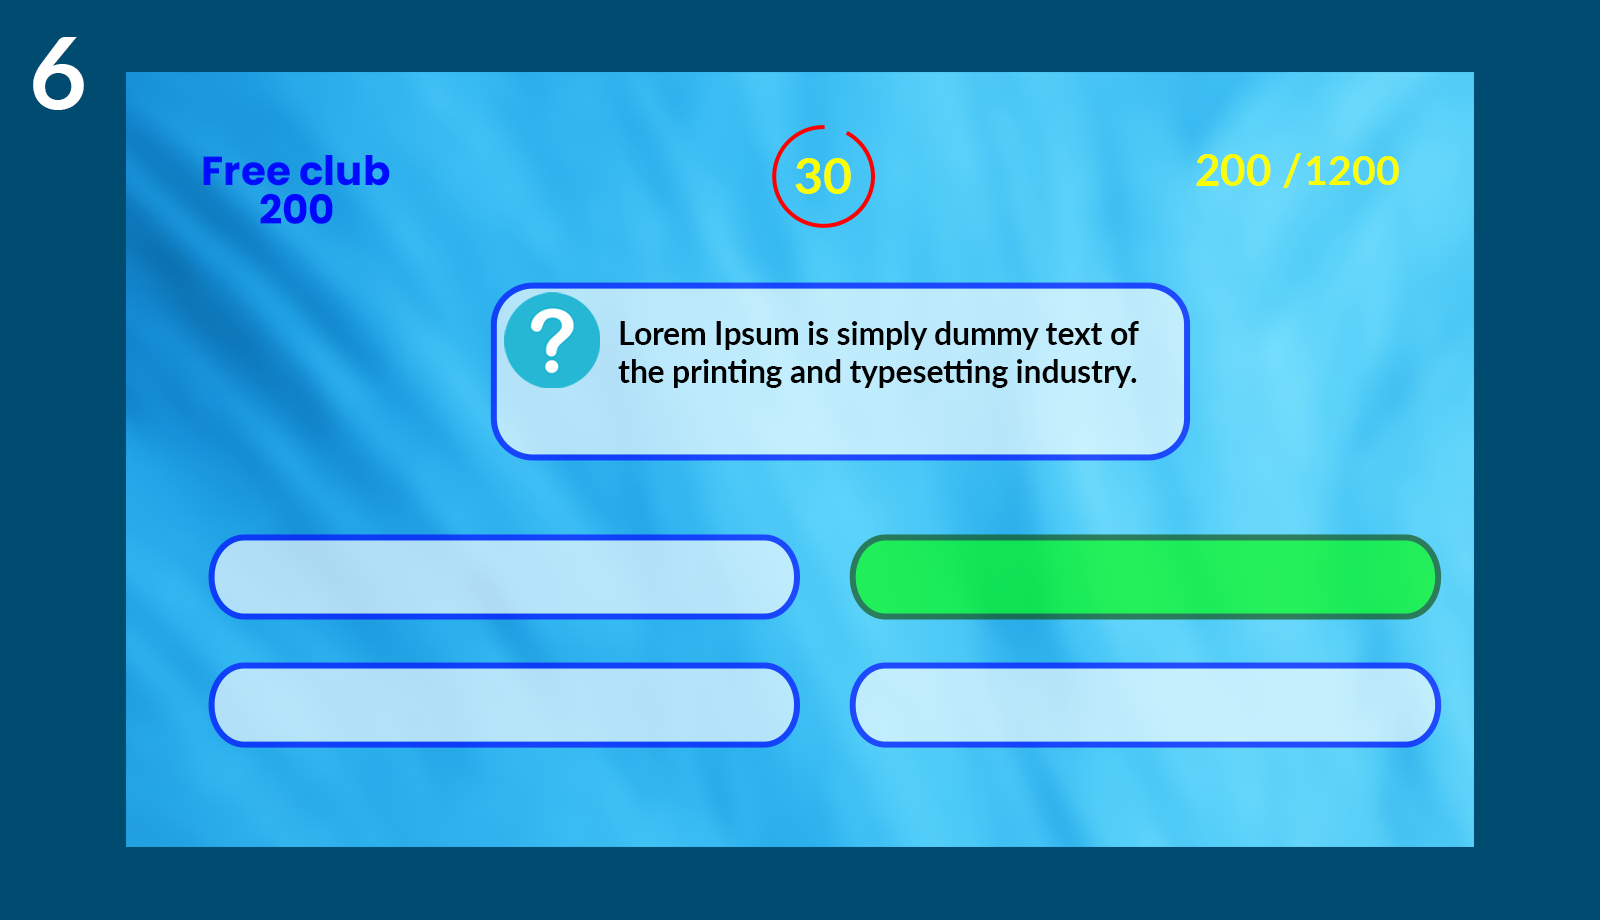 6
Free club
200
30
200 /1200
?
Lorem Ipsum is simply dummy text of
the printing and typesetting industry.